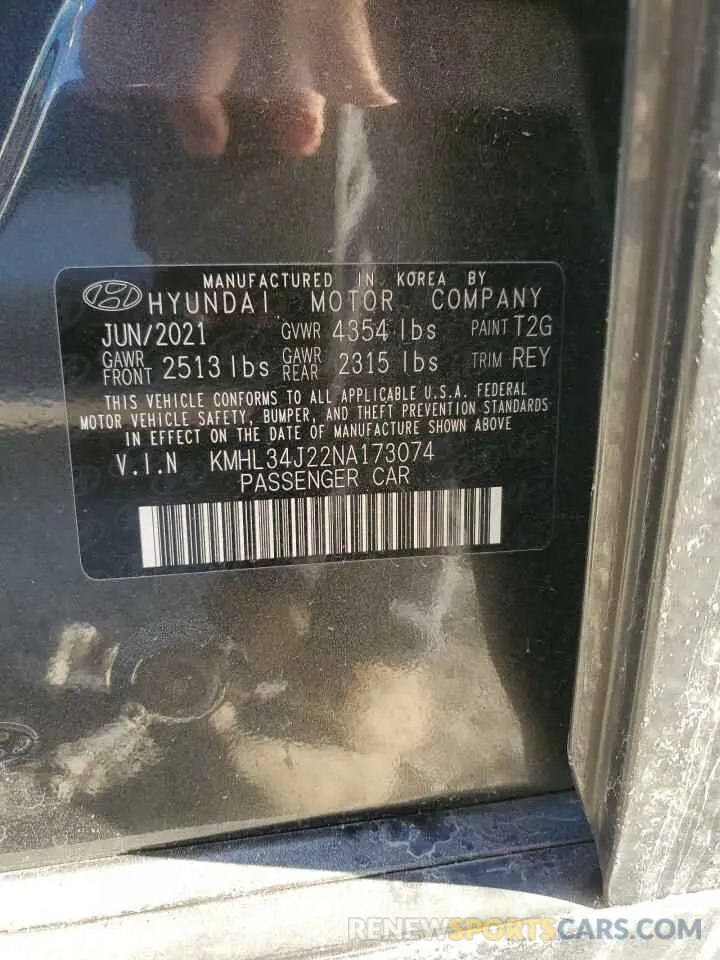 MANUFACTURED IN KOREA BY
HYUNDAI MOTOR COMPANY
JUN/2021 GVWR 4354 lbs PAINT T2G
GAWR FRONT 2513 lbs GAWR REAR 2315 lbs TRIM REY
THIS VEHICLE CONFORMS TO ALL APPLICABLE U.S.A. FEDERAL
MOTOR VEHICLE SAFETY, BUMPER, AND THEFT PREVENTION STANDARDS
IN EFFECT ON THE DATE OF MANUFACTURE SHOWN ABOVE
V.I.N KMHL34J22NA173074
PASSENGER CAR
RENEWSPORTSCARS.COM